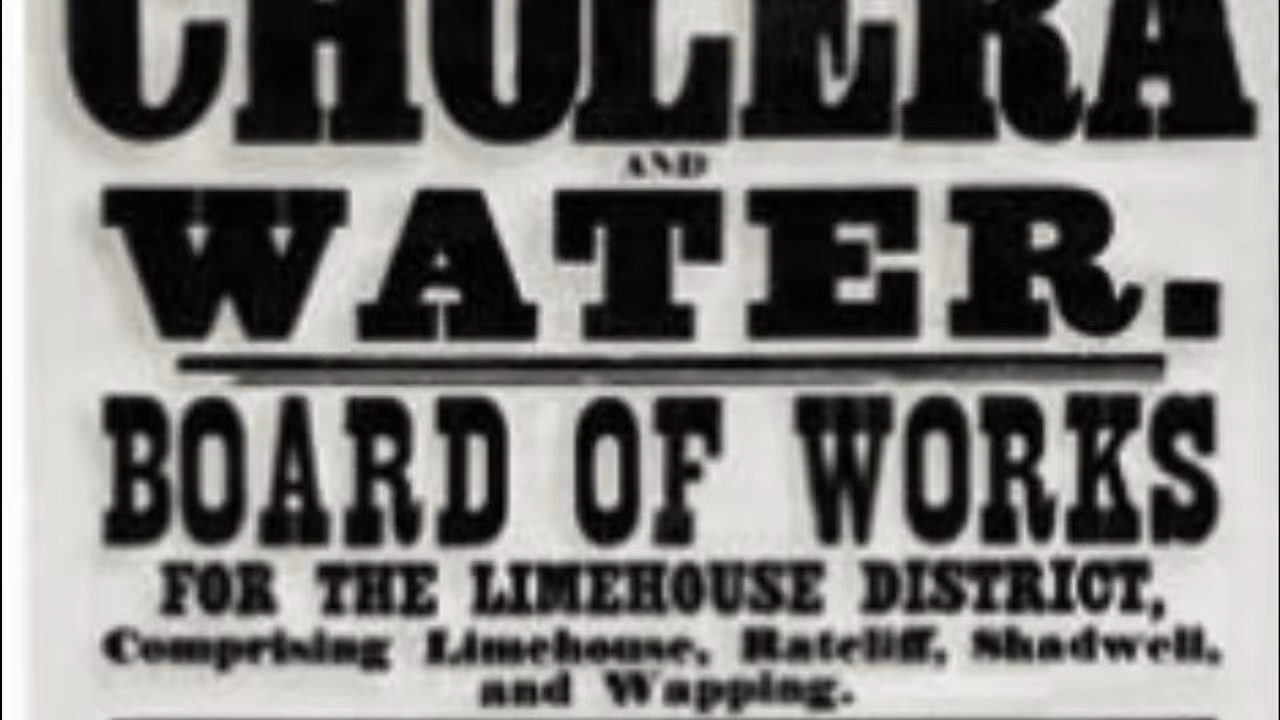 CHOLERA
AND
WATER.
BOARD OF WORKS
FOR THE LIMEHOUSE DISTRICT,
Comprising Limehouse, Ratcliff, Shadwell,
and Wapping.